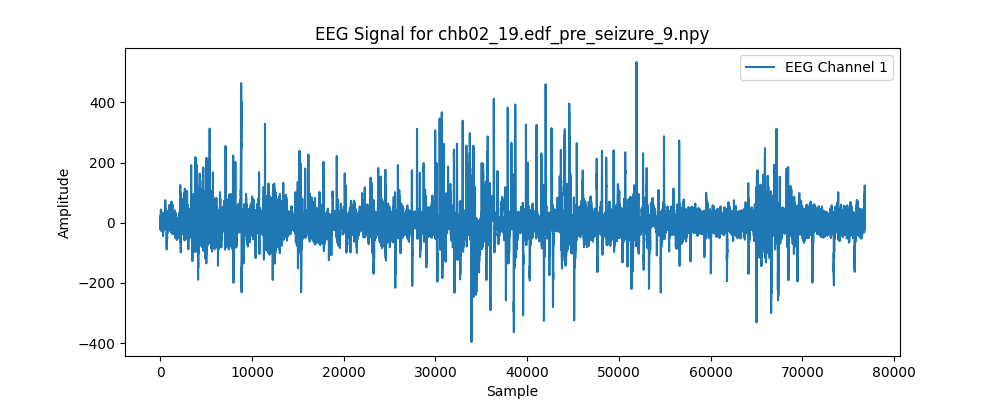 EEG Signal for chb02_19.edf_pre_seizure_9.npy
EEG Channel 1
Amplitude
400
200
0
−200
−400
0 10000 20000 30000 40000 50000 60000 70000 80000
Sample